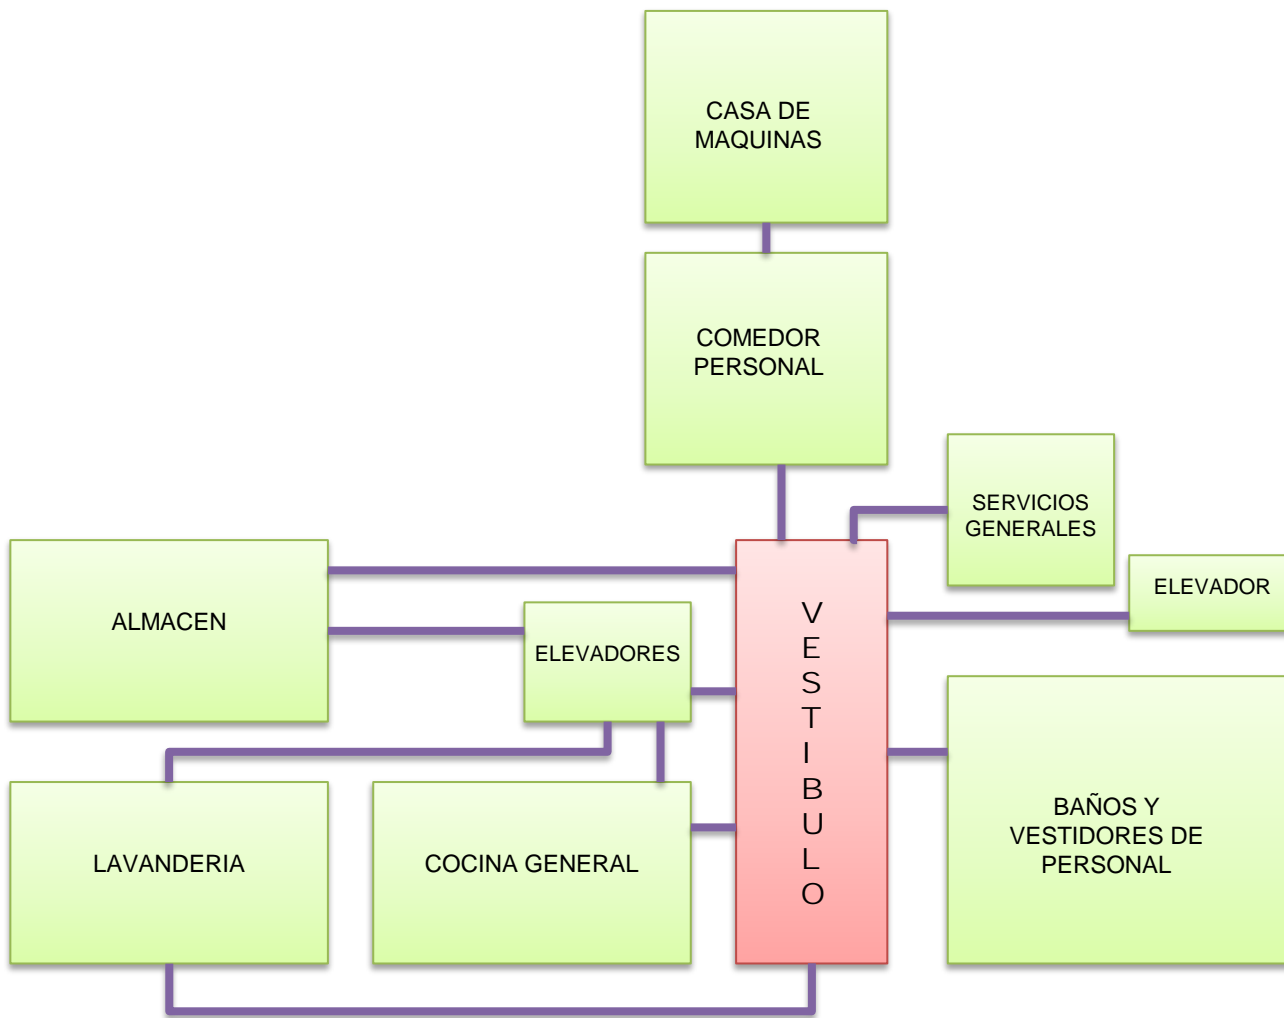 CASA DE
MAQUINAS
COMEDOR
PERSONAL
SERVICIOS
GENERALES
ELEVADOR
ALMACEN
ELEVADORES
V
E
S
T
I
B
U
L
O
BAÑOS Y
VESTIDORES DE
PERSONAL
LAVANDERIA
COCINA GENERAL